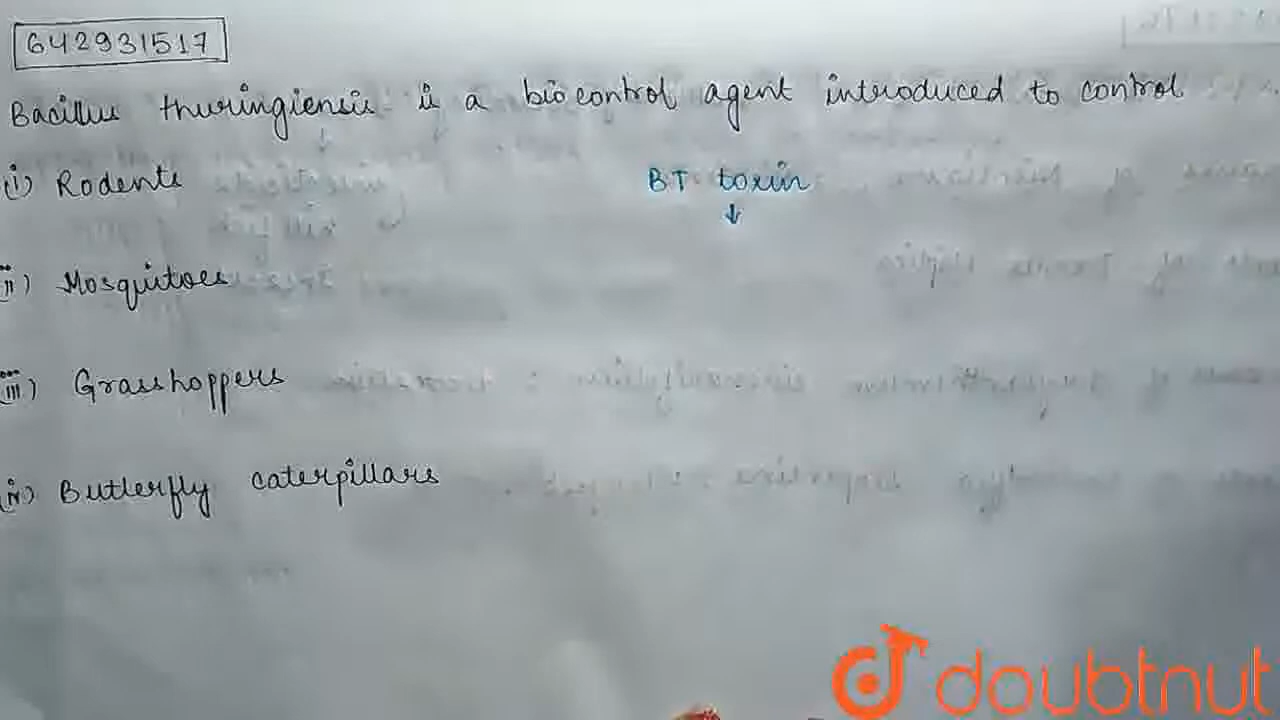 642931517
Bacillus thuringiensis is a biocontrol agent introduced to control
(i) Rodents
BT toxin
↓
(ii) Mosquitoes
(iii) Grasshoppers
(iv) Butterfly caterpillars
doubtnut